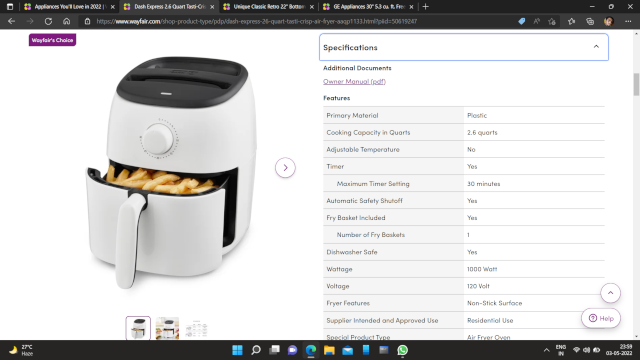 Appliances You'll Love in 2022 |
Dash Express 2.6 Quart Tasti-Cris
Unique Classic Retro 22" Bottom
GE Appliances 30" 5.3 cu. ft. Free
https://www.wayfair.com/shop-product-type/pdp/dash-express-26-quart-tasti-crisp-air-fryer-aaqp1133.html?piid=50619247
Wayfair's Choice
Specifications
Additional Documents
Owner Manual (pdf)
Features
Primary Material Plastic
Cooking Capacity in Quarts 2.6 quarts
Adjustable Temperature No
Timer Yes
Maximum Timer Setting 30 minutes
Automatic Safety Shutoff Yes
Fry Basket Included Yes
Number of Fry Baskets 1
Dishwasher Safe Yes
Wattage 1000 Watt
Voltage 120 Volt
Fryer Features Non-Stick Surface
Supplier Intended and Approved Use Residential Use
Special Product Type Air Fryer Oven
Help
27°C
Haze
ENG
IN
23:58
03-05-2022